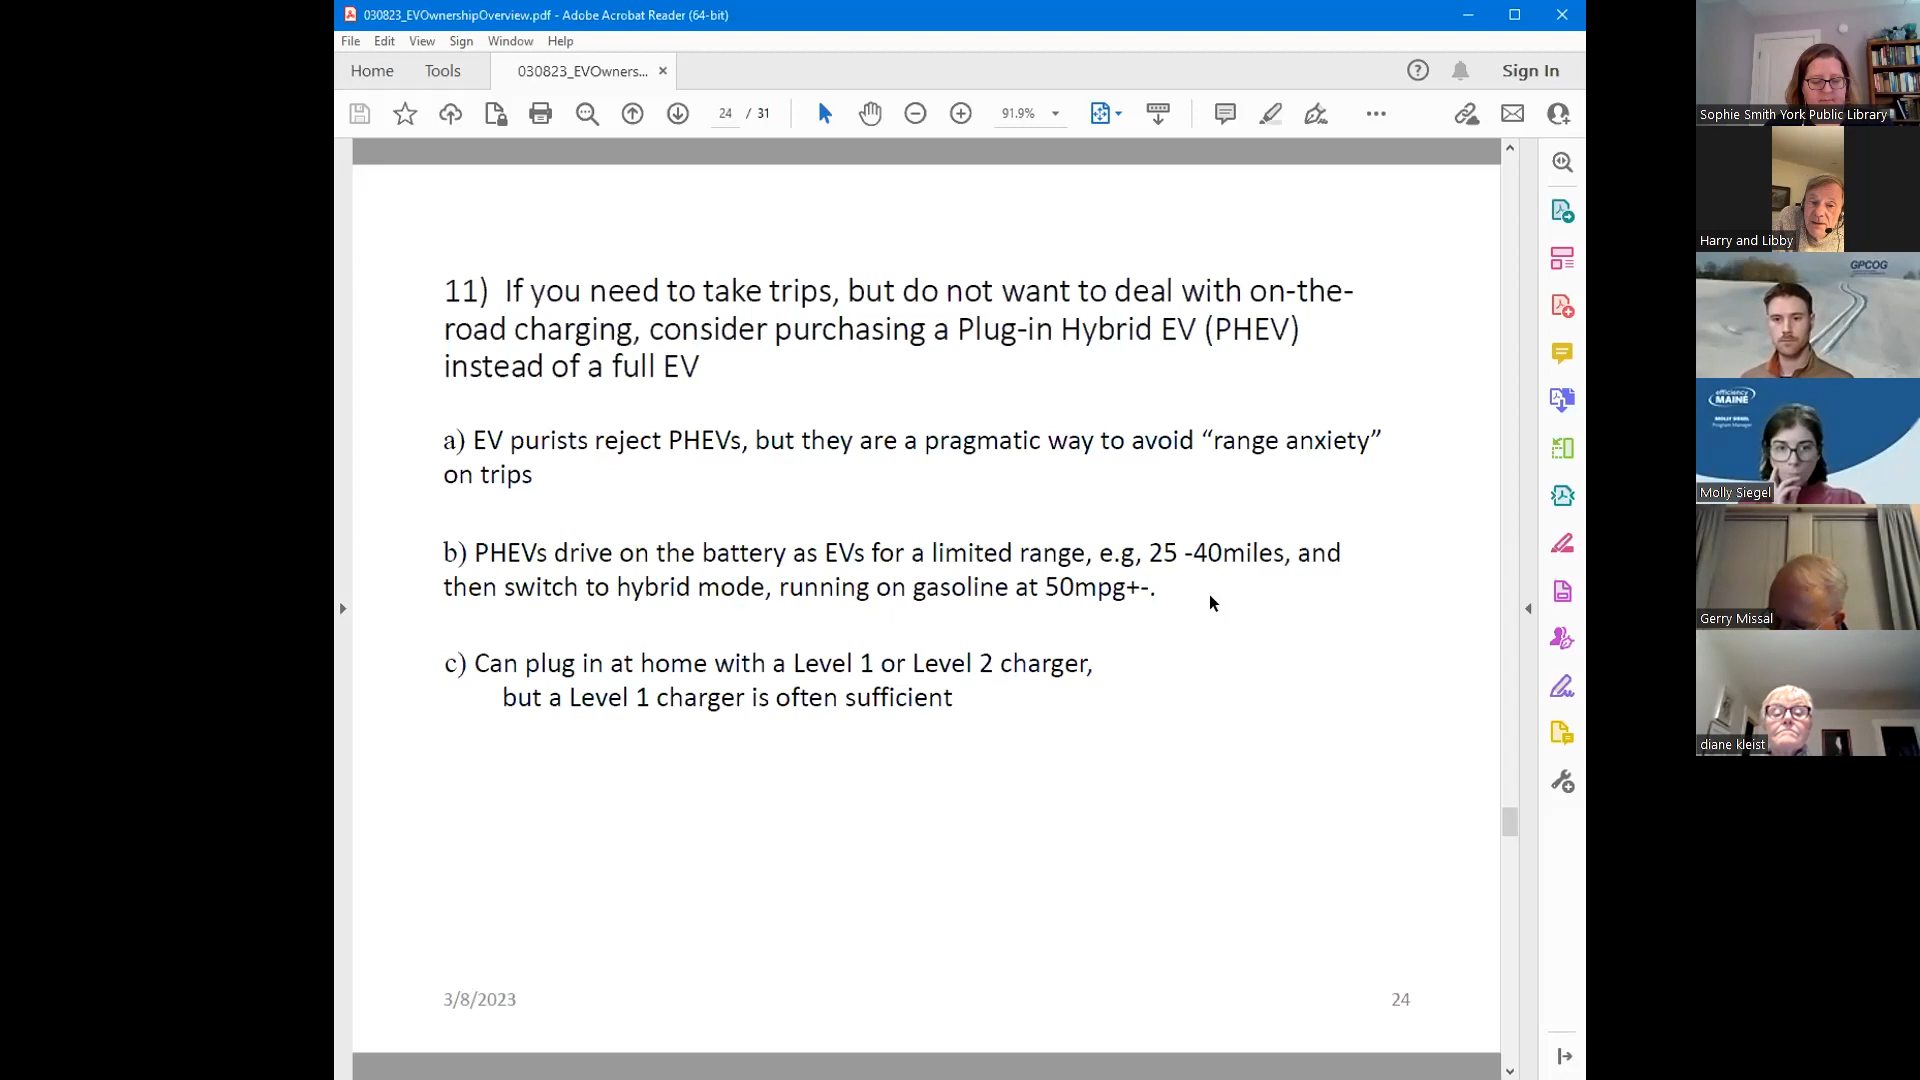 030823_EVOwnershipOverview.pdf - Adobe Acrobat Reader (64-bit)
File Edit View Sign Window Help
Home Tools 030823_EVOwners... × Sign In
24 / 31 91.9%
11) If you need to take trips, but do not want to deal with on-the-
road charging, consider purchasing a Plug-in Hybrid EV (PHEV)
instead of a full EV
a) EV purists reject PHEVs, but they are a pragmatic way to avoid “range anxiety”
on trips
b) PHEVs drive on the battery as EVs for a limited range, e.g, 25 -40miles, and
then switch to hybrid mode, running on gasoline at 50mpg+-.
c) Can plug in at home with a Level 1 or Level 2 charger,
but a Level 1 charger is often sufficient
3/8/2023 24
Sophie Smith York Public Library
Harry and Libby
GPCOG
efficiency
MAINE
MOLLY SIEGEL
Program Manager
Molly Siegel
Gerry Missal
diane kleist